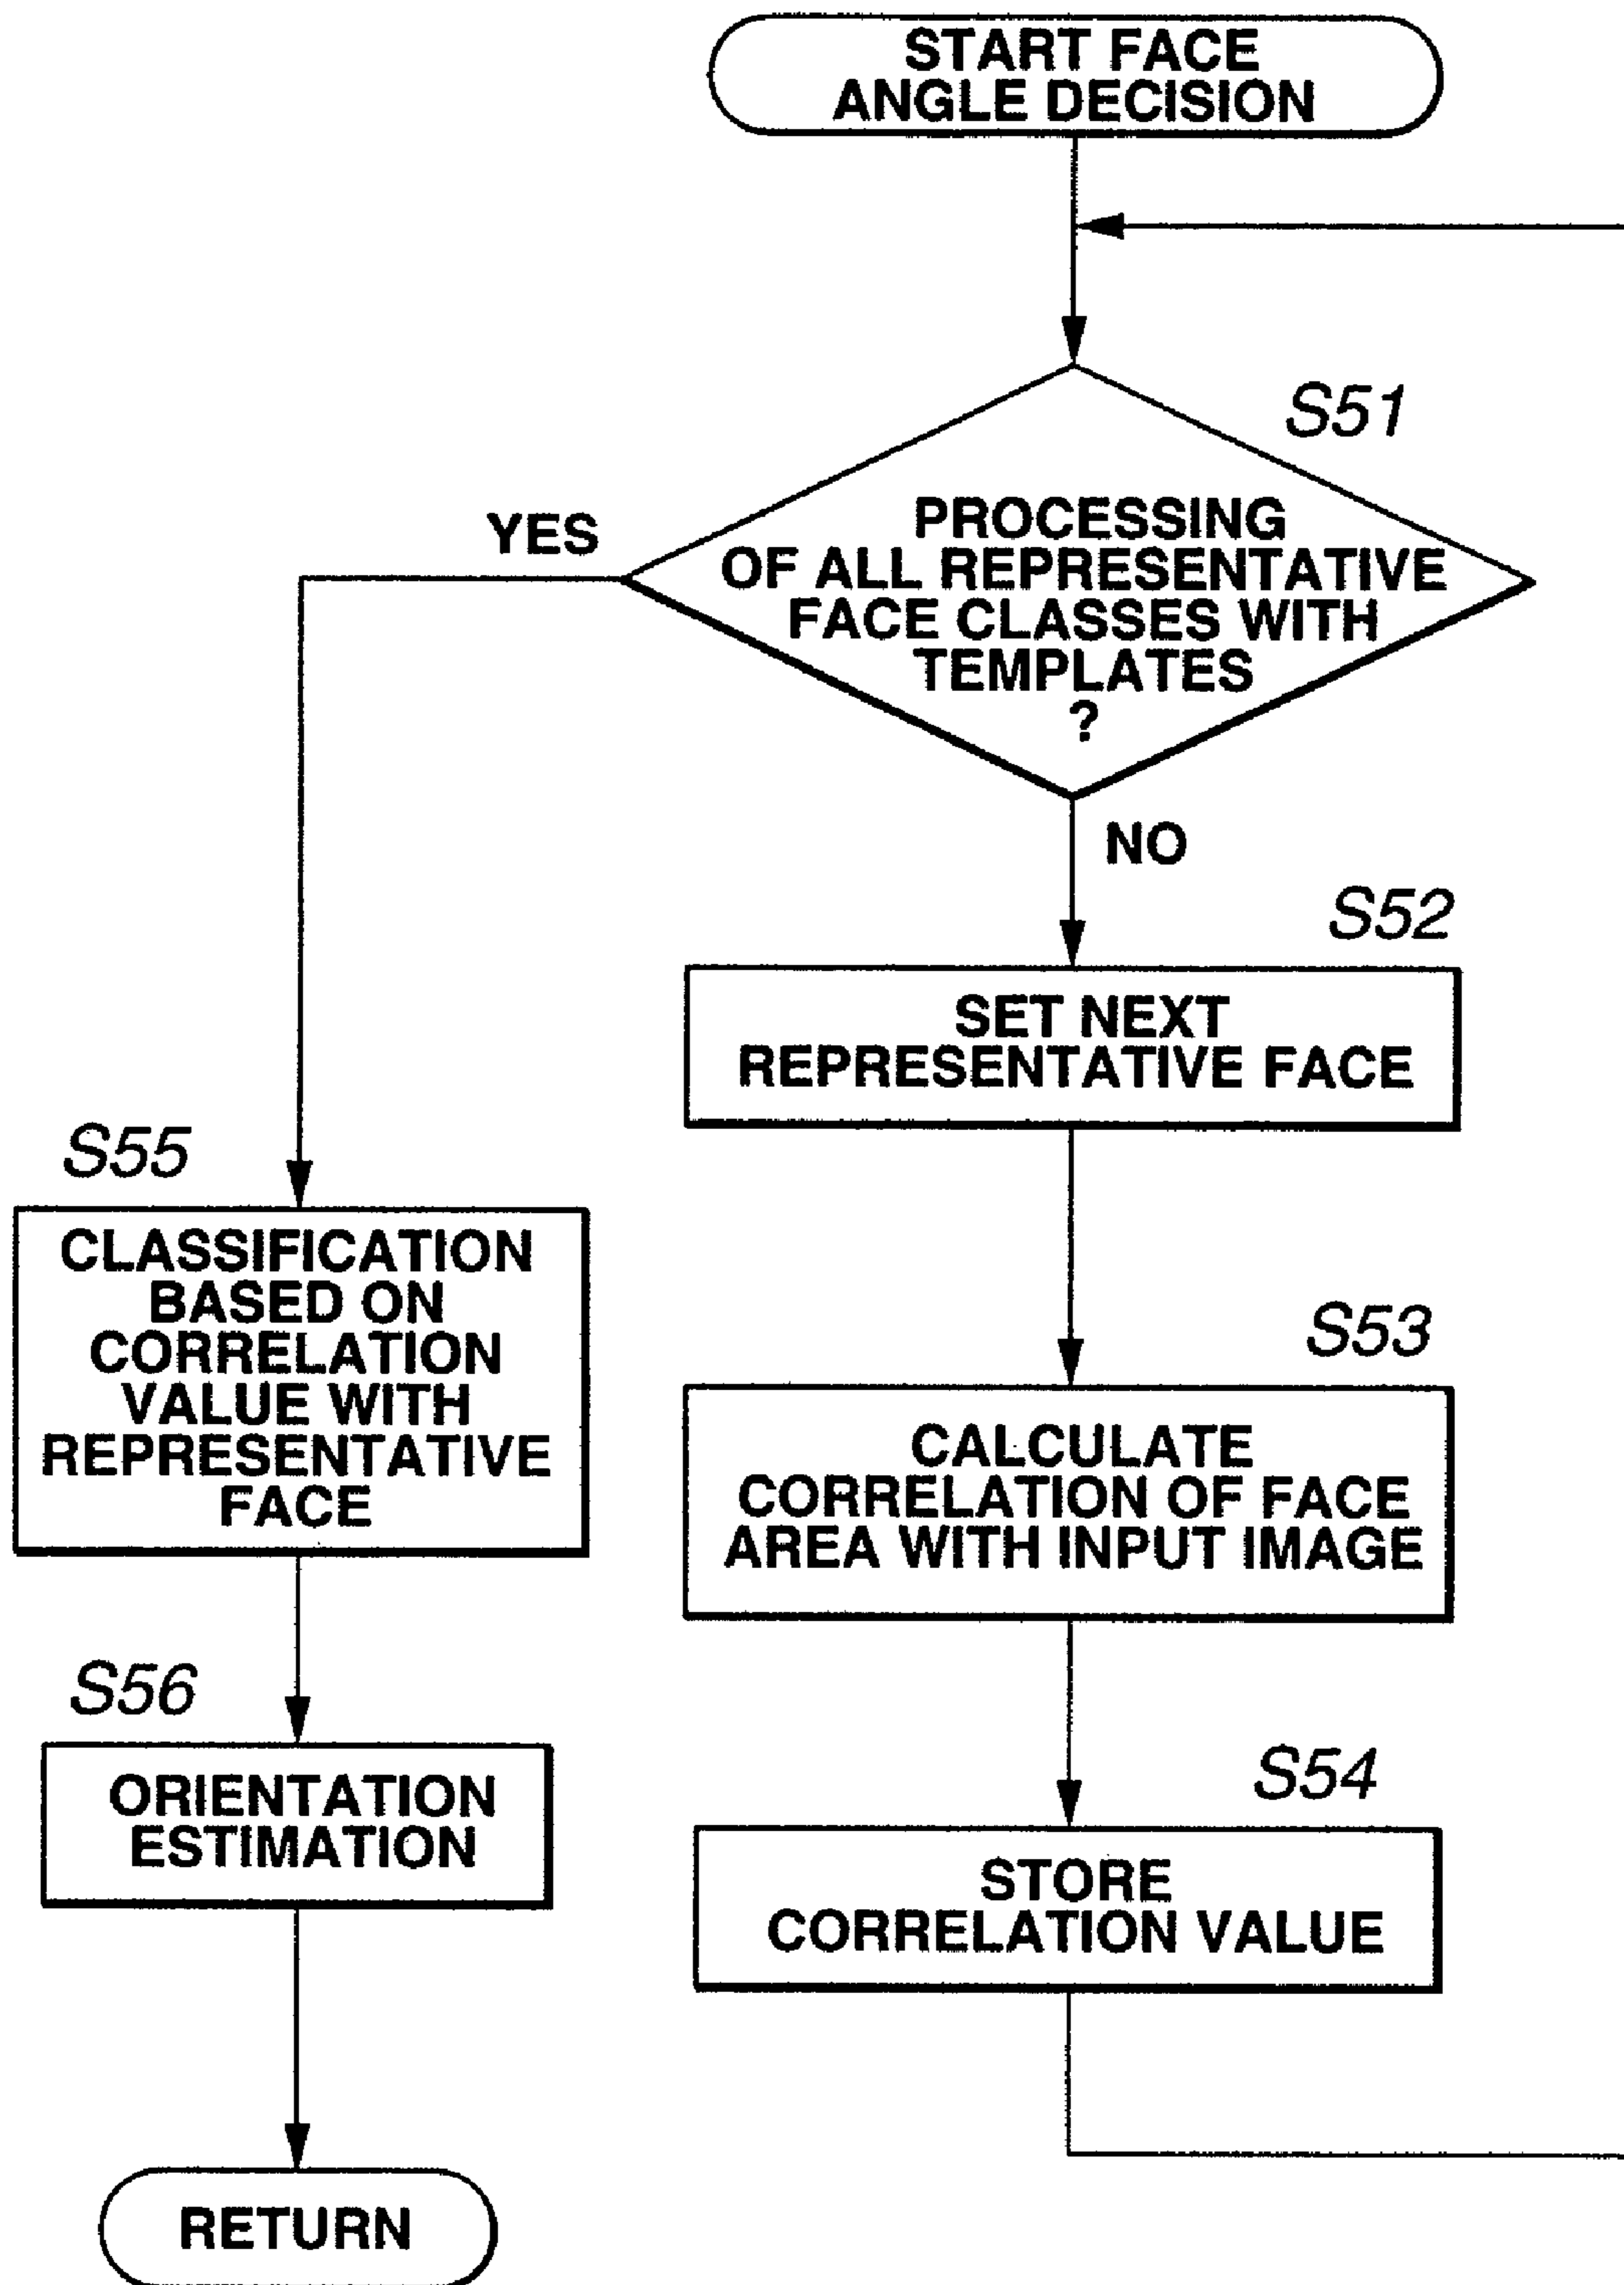 START FACE
ANGLE DECISION
S51
PROCESSING
OF ALL REPRESENTATIVE
FACE CLASSES WITH
TEMPLATES
?
YES
NO
S52
SET NEXT
REPRESENTATIVE FACE
S53
CALCULATE
CORRELATION OF FACE
AREA WITH INPUT IMAGE
S54
STORE
CORRELATION VALUE
S55
CLASSIFICATION
BASED ON
CORRELATION
VALUE WITH
REPRESENTATIVE
FACE
S56
ORIENTATION
ESTIMATION
RETURN